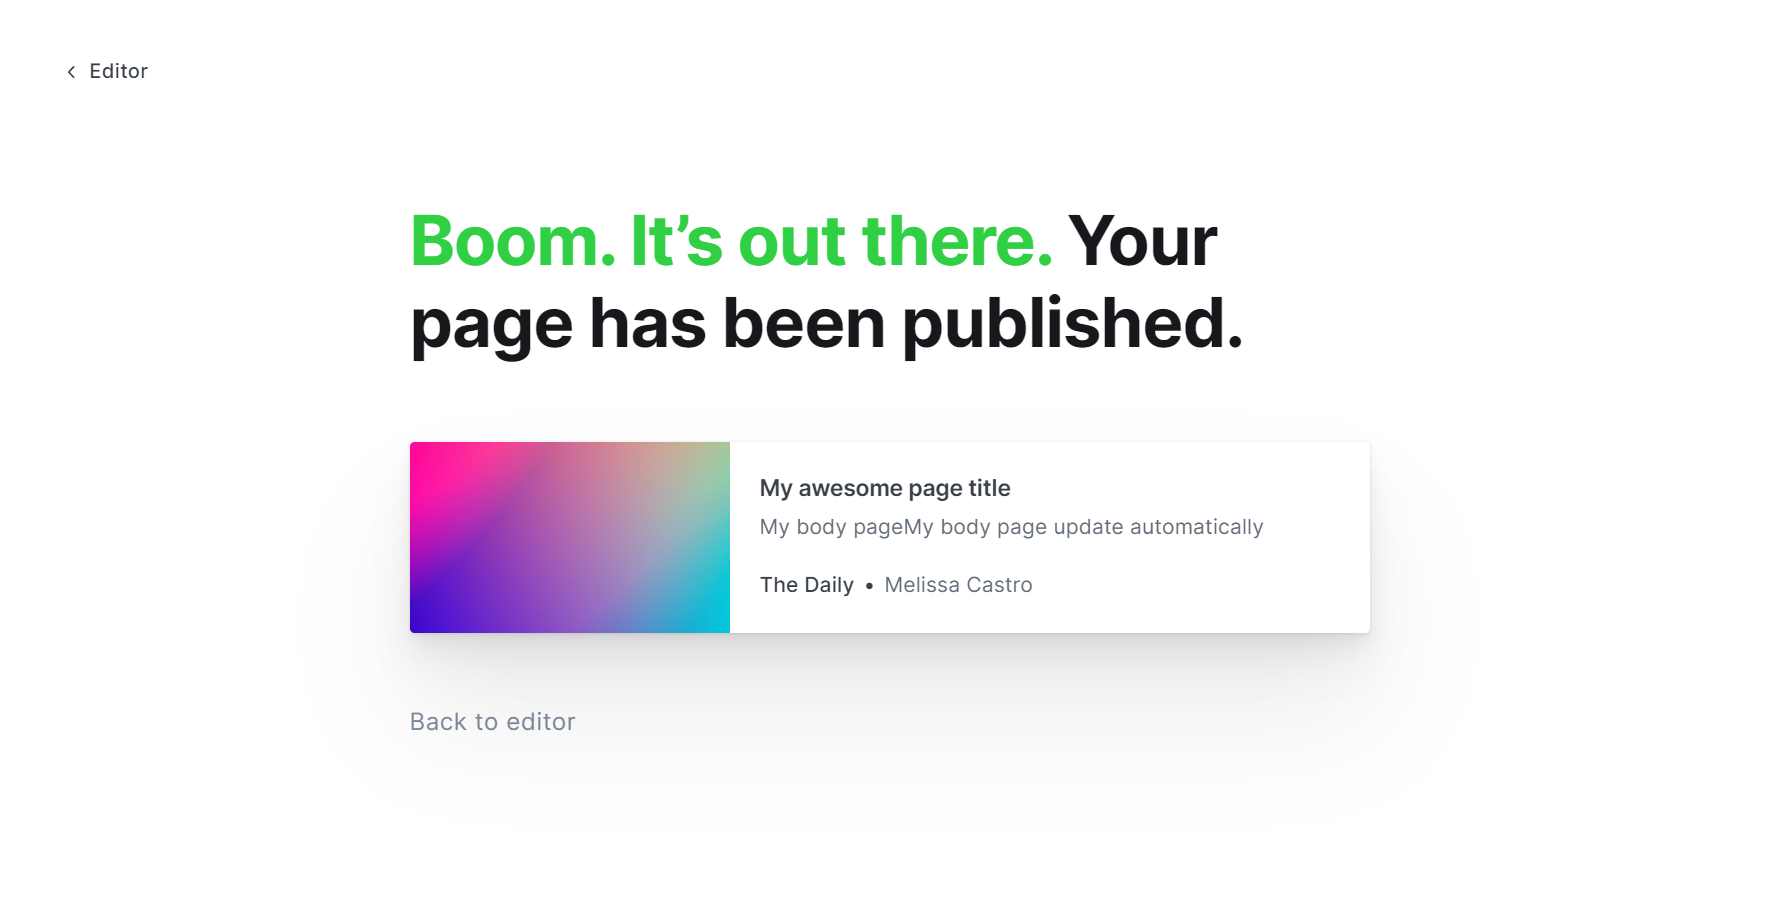 Editor
Boom. It’s out there. Your
page has been published.
My awesome page title
My body pageMy body page update automatically
The Daily • Melissa Castro
Back to editor